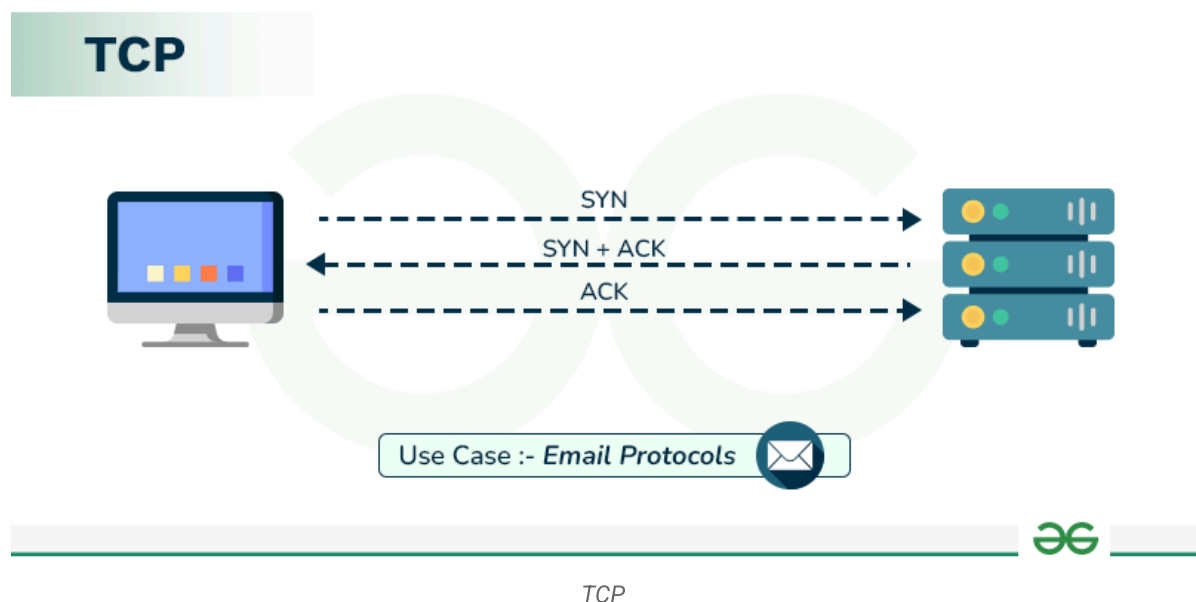 TCP
SYN
SYN + ACK
ACK
Use Case :- Email Protocols
TCP